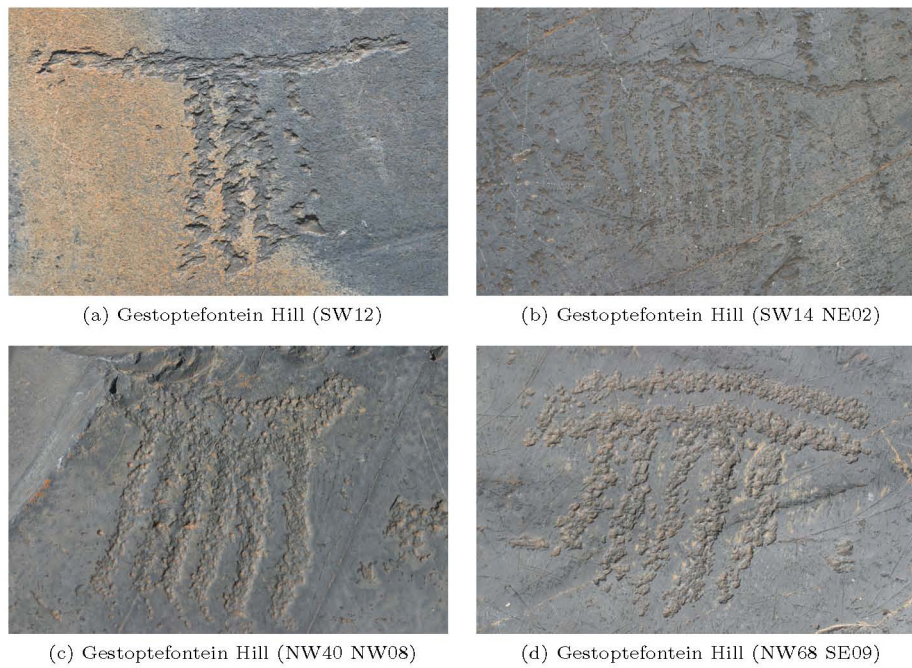 (a) Gestoptefontein Hill (SW12)
(b) Gestoptefontein Hill (SW14 NE02)
(c) Gestoptefontein Hill (NW40 NW08)
(d) Gestoptefontein Hill (NW68 SE09)